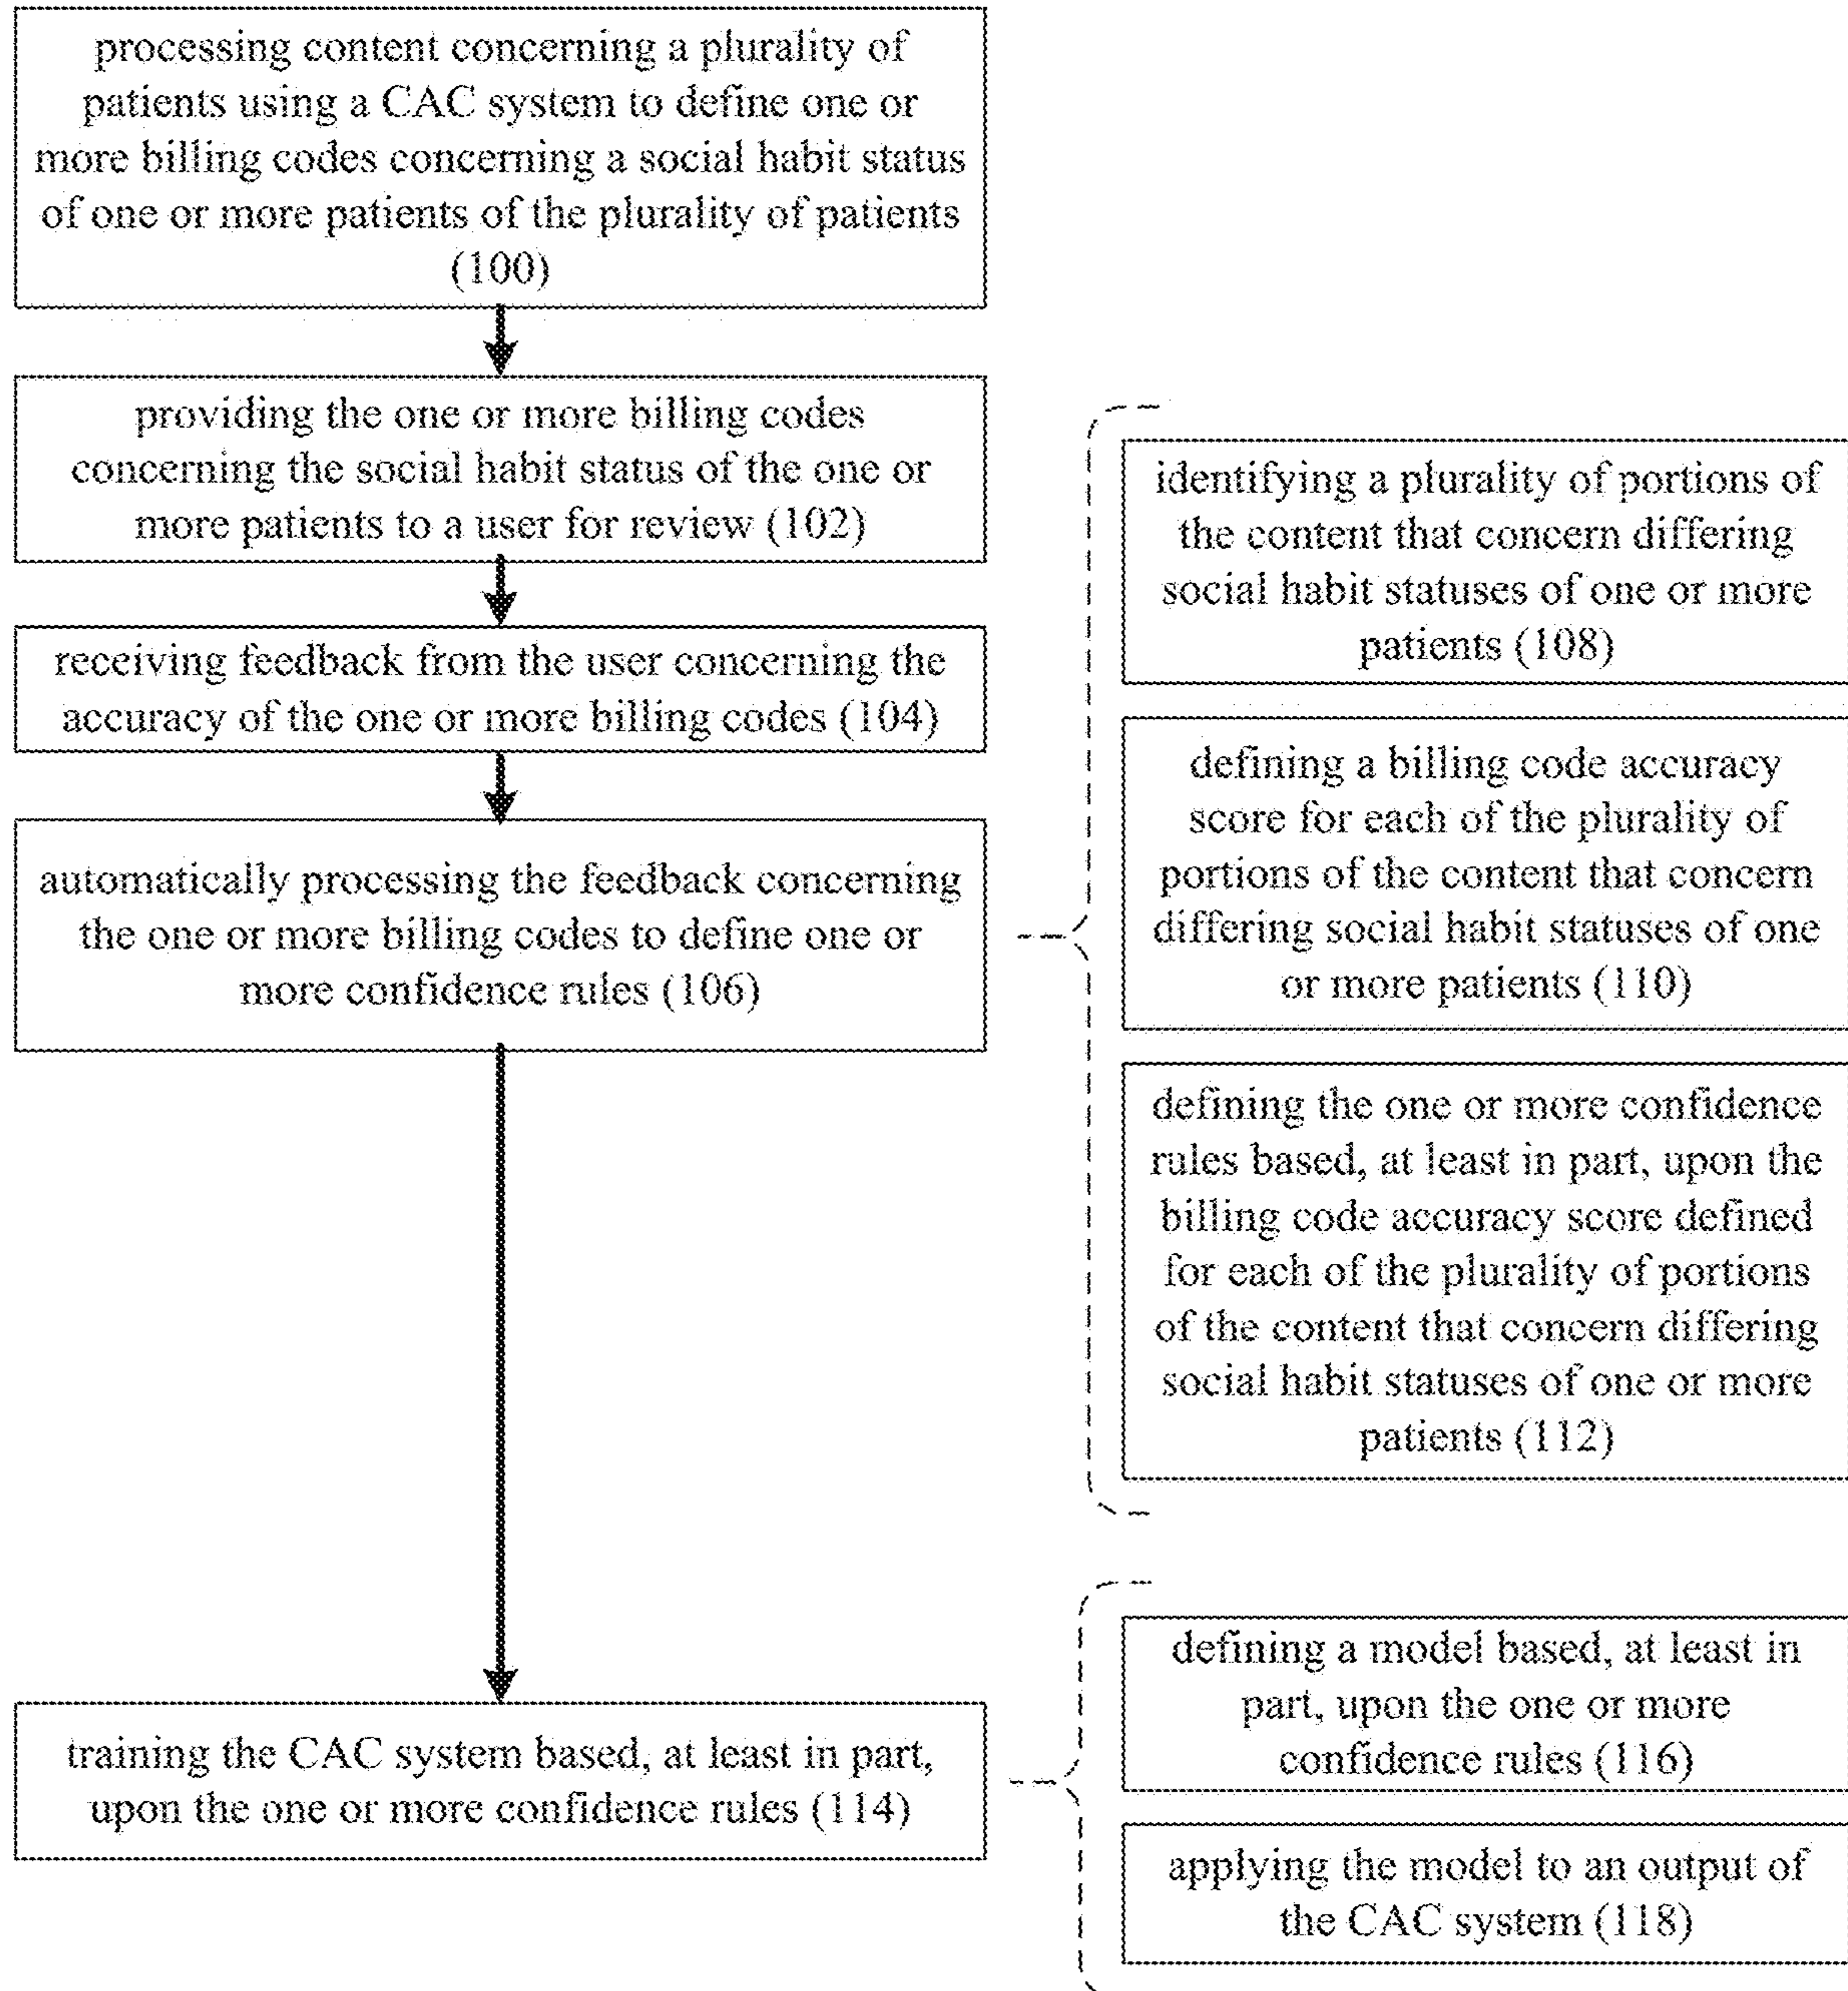 processing content concerning a plurality of
patients using a CAC system to define one or
more billing codes concerning a social habit status
of one or more patients of the plurality of patients
(100)
providing the one or more billing codes
concerning the social habit status of the one or
more patients to a user for review (102)
receiving feedback from the user concerning the
accuracy of the one or more billing codes (104)
automatically processing the feedback concerning
the one or more billing codes to define one or
more confidence rules (106)
identifying a plurality of portions of
the content that concern differing
social habit statuses of one or more
patients (108)
defining a billing code accuracy
score for each of the plurality of
portions of the content that concern
differing social habit statuses of one
or more patients (110)
defining the one or more confidence
rules based, at least in part, upon the
billing code accuracy score defined
for each of the plurality of portions
of the content that concern differing
social habit statuses of one or more
patients (112)
training the CAC system based, at least in part,
upon the one or more confidence rules (114)
defining a model based, at least in
part, upon the one or more
confidence rules (116)
applying the model to an output of
the CAC system (118)